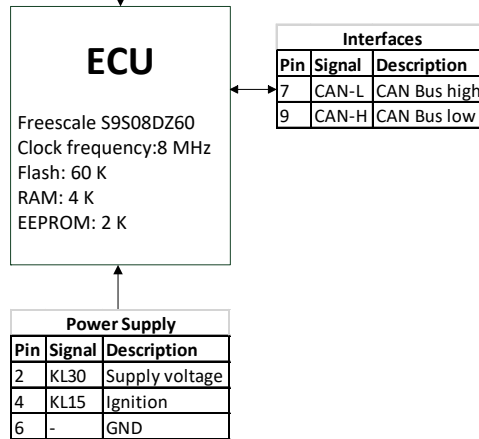 ECU
Freescale S9S08DZ60
Clock frequency:8 MHz
Flash: 60 K
RAM: 4 K
EEPROM: 2 K
Interfaces
Pin Signal Description
7 CAN-L CAN Bus high
9 CAN-H CAN Bus low
Power Supply
Pin Signal Description
2 KL30 Supply voltage
4 KL15 Ignition
6 - GND